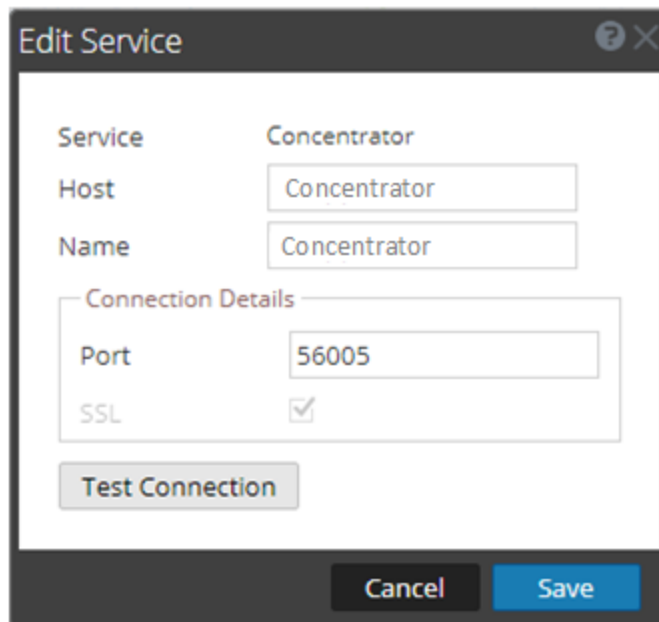 Edit Service
Service Concentrator
Host Concentrator
Name Concentrator
Connection Details
Port 56005
SSL
Test Connection
Cancel Save